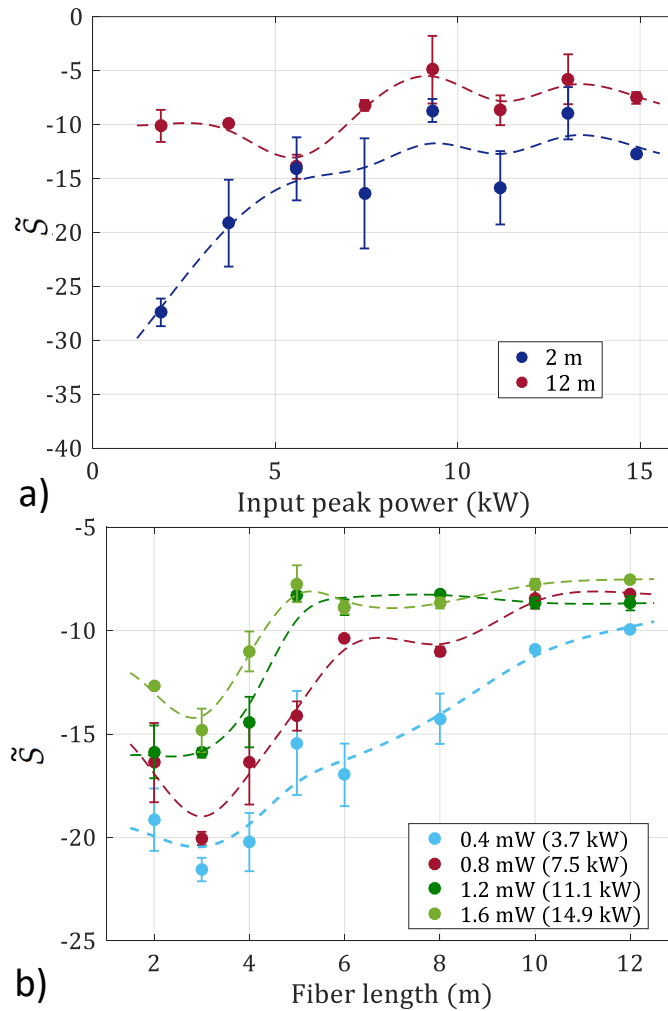 0
-5
-10
-15
-20
-25
-30
-35
-40
S̃
2 m
12 m
0 5 10 15
a) Input peak power (kW)
-5
-10
-15
-20
-25
S̃
0.4 mW (3.7 kW)
0.8 mW (7.5 kW)
1.2 mW (11.1 kW)
1.6 mW (14.9 kW)
2 4 6 8 10 12
b) Fiber length (m)